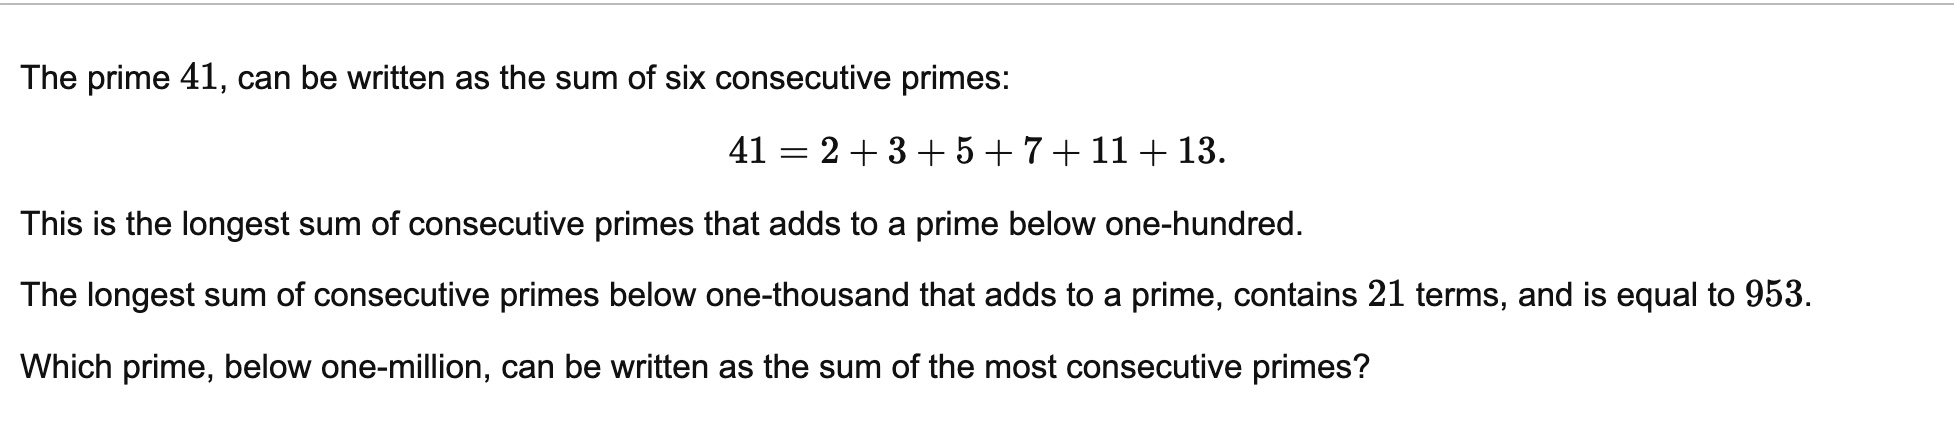 The prime 41, can be written as the sum of six consecutive primes:
41 = 2 + 3 + 5 + 7 + 11 + 13.
This is the longest sum of consecutive primes that adds to a prime below one-hundred.
The longest sum of consecutive primes below one-thousand that adds to a prime, contains 21 terms, and is equal to 953.
Which prime, below one-million, can be written as the sum of the most consecutive primes?